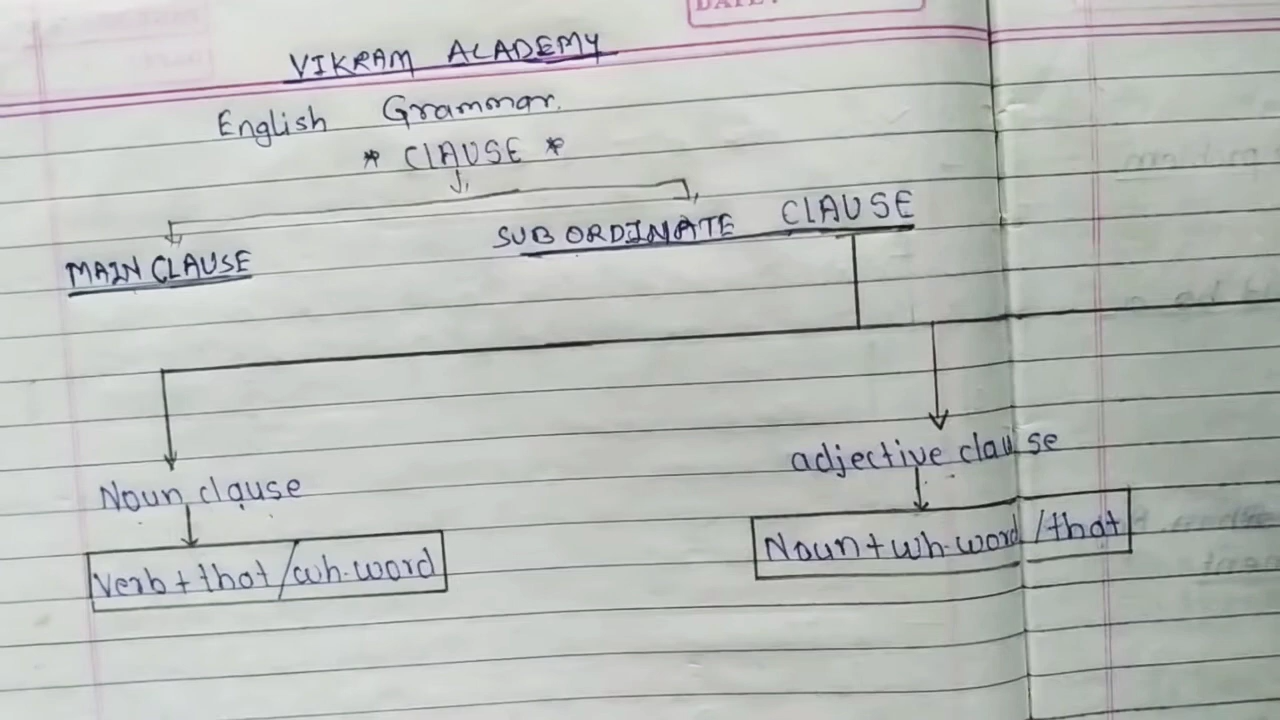 DATE:
VIKRAM ACADEMY
English Grammar.
* CLAUSE *
MAIN CLAUSE
SUBORDINATE CLAUSE
Noun clause
adjective clause
Verb + that/wh-word
Noun + wh-word/that